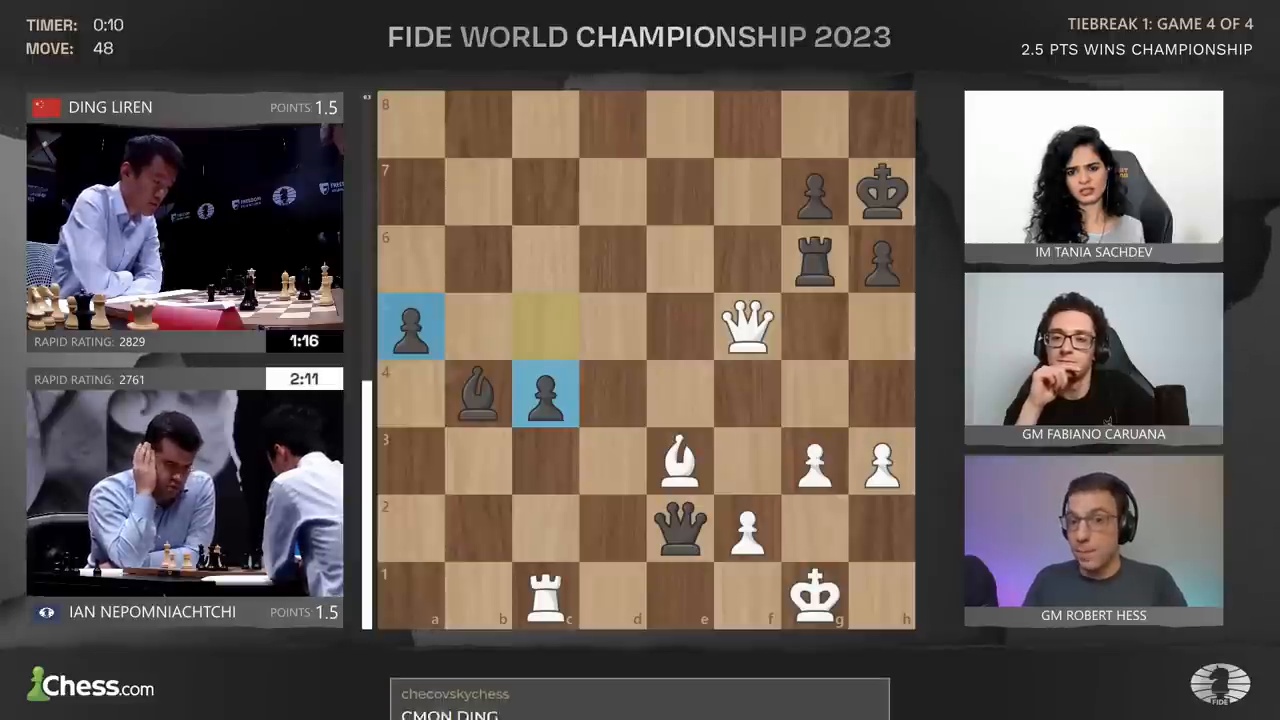 TIMER: 0:10
MOVE: 48
FIDE WORLD CHAMPIONSHIP 2023
TIEBREAK 1: GAME 4 OF 4
2.5 PTS WINS CHAMPIONSHIP
DING LIREN POINTS 1.5
RAPID RATING: 2829 1:16
RAPID RATING: 2761 2:11
IAN NEPOMNIACHTCHI POINTS 1.5
8
7
6
5
4
3
2
1
a b c d e f g h
IM TANIA SACHDEV
GM FABIANO CARUANA
GM ROBERT HESS
Chess.com
checovskychess
CMON DING
FIDE